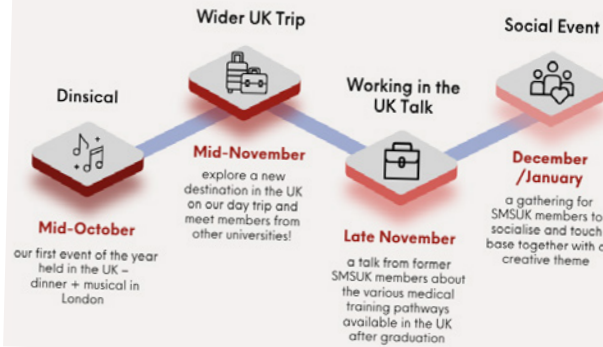 Dinsical
Mid-October
our first event of the year
held in the UK –
dinner + musical in
London
Wider UK Trip
Mid-November
explore a new
destination in the UK
on our day trip and
meet members from
other universities!
Working in the
UK Talk
Late November
a talk from former
SMSUK members about
the various medical
training pathways
available in the UK
after graduation
Social Event
December
/January
a gathering for
SMSUK members to
socialise and touch
base together with a
creative theme